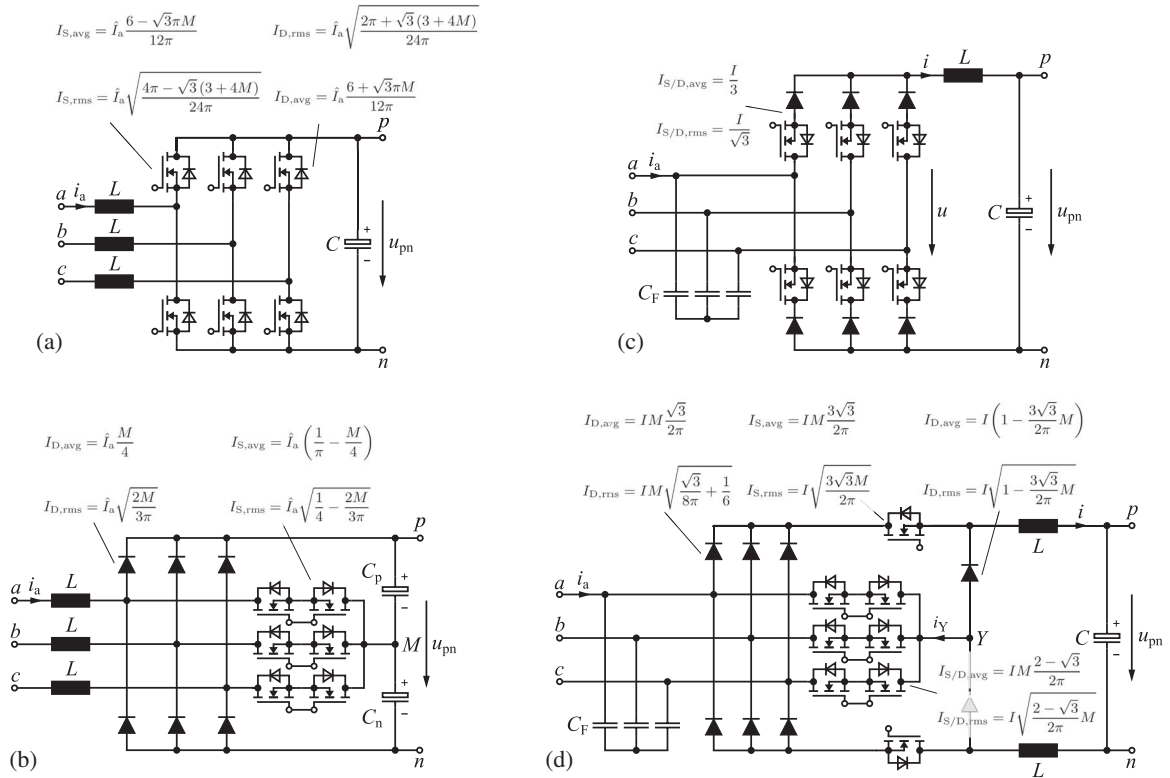 I_S,avg = Î_a (6 − √3πM)/(12π)
I_D,rms = Î_a √((2π + √3 (3 + 4M))/(24π))
I_S,rms = Î_a √((4π − √3 (3 + 4M))/(24π))
I_D,avg = Î_a (6 + √3πM)/(12π)
p
a
i_a
L
b
L
c
L
C
+
−
u_pn
n
(a)
I_S/D,avg = I/3
I_S/D,rms = I/√3
i
L
p
a
i_a
b
c
u
C
+
−
u_pn
C_F
n
(c)
I_D,avg = Î_a M/4
I_S,avg = Î_a (1/π − M/4)
I_D,rms = Î_a √(2M/(3π))
I_S,rms = Î_a √(1/4 − 2M/(3π))
p
a
i_a
L
C_p
+
−
b
L
M
u_pn
c
L
C_n
+
−
n
(b)
I_D,avg = IM √3/(2π)
I_S,avg = IM 3√3/(2π)
I_D,avg = I (1 − (3√3/(2π)) M)
I_D,rms = IM √(√3/(8π) + 1/6)
I_S,rms = I √(3√3M/(2π))
I_D,rms = I √(1 − (3√3/(2π)) M)
i
p
L
a
i_a
b
i_Y
Y
C
+
−
u_pn
c
I_S/D,avg = IM (2 − √3)/(2π)
I_S/D,rms = I √(((2 − √3)/(2π)) M)
C_F
L
n
(d)